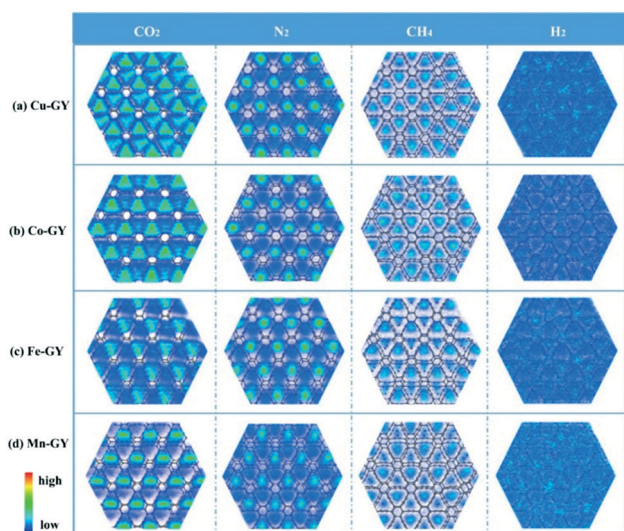 CO₂ N₂ CH₄ H₂
(a) Cu-GY
(b) Co-GY
(c) Fe-GY
(d) Mn-GY
high
low